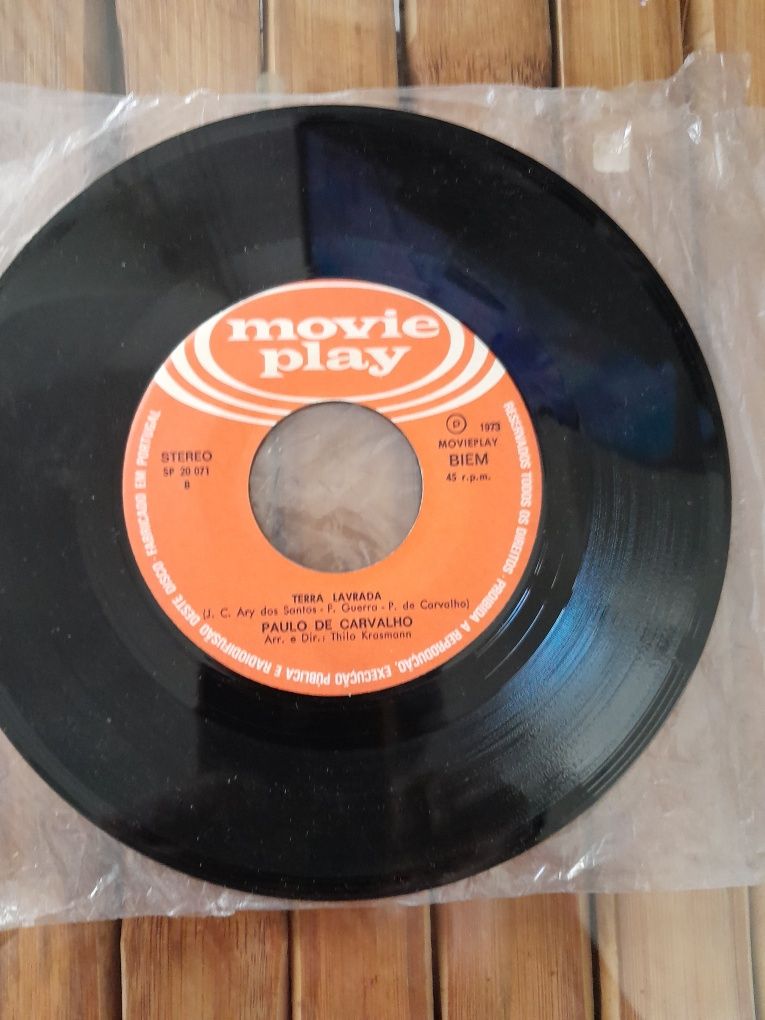 movie
play
STEREO
SP 20 071
B
Ⓟ 1973
MOVIEPLAY
BIEM
45 r.p.m.
TERRA LAVRADA
(J. C. Ary dos Santos - P. Guerra - P. de Carvalho)
PAULO DE CARVALHO
Arr. e Dir.: Thilo Krasmann
RESERVADOS TODOS OS DIREITOS. PROIBIDA A REPRODUÇÃO, EXECUÇÃO PÚBLICA E RADIODIFUSÃO DESTE DISCO. FABRICADO EM PORTUGAL